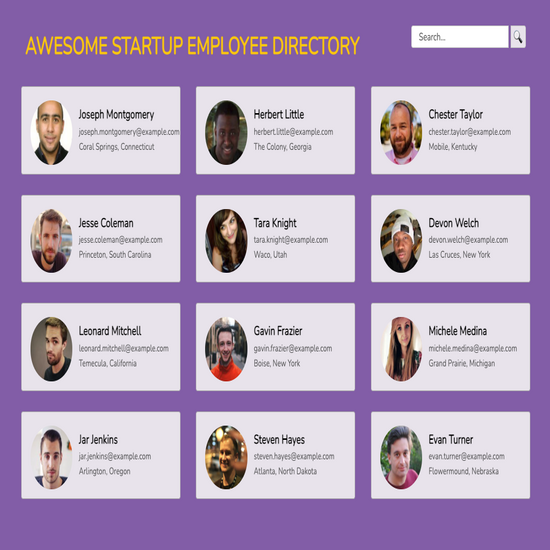 AWESOME STARTUP EMPLOYEE DIRECTORY
Search...
Joseph Montgomery
joseph.montgomery@example.com
Coral Springs, Connecticut
Herbert Little
herbert.little@example.com
The Colony, Georgia
Chester Taylor
chester.taylor@example.com
Mobile, Kentucky
Jesse Coleman
jesse.coleman@example.com
Princeton, South Carolina
Tara Knight
tara.knight@example.com
Waco, Utah
Devon Welch
devon.welch@example.com
Las Cruces, New York
Leonard Mitchell
leonard.mitchell@example.com
Temecula, California
Gavin Frazier
gavin.frazier@example.com
Boise, New York
Michele Medina
michele.medina@example.com
Grand Prairie, Michigan
Jar Jenkins
jar.jenkins@example.com
Arlington, Oregon
Steven Hayes
steven.hayes@example.com
Atlanta, North Dakota
Evan Turner
evan.turner@example.com
Flowermound, Nebraska